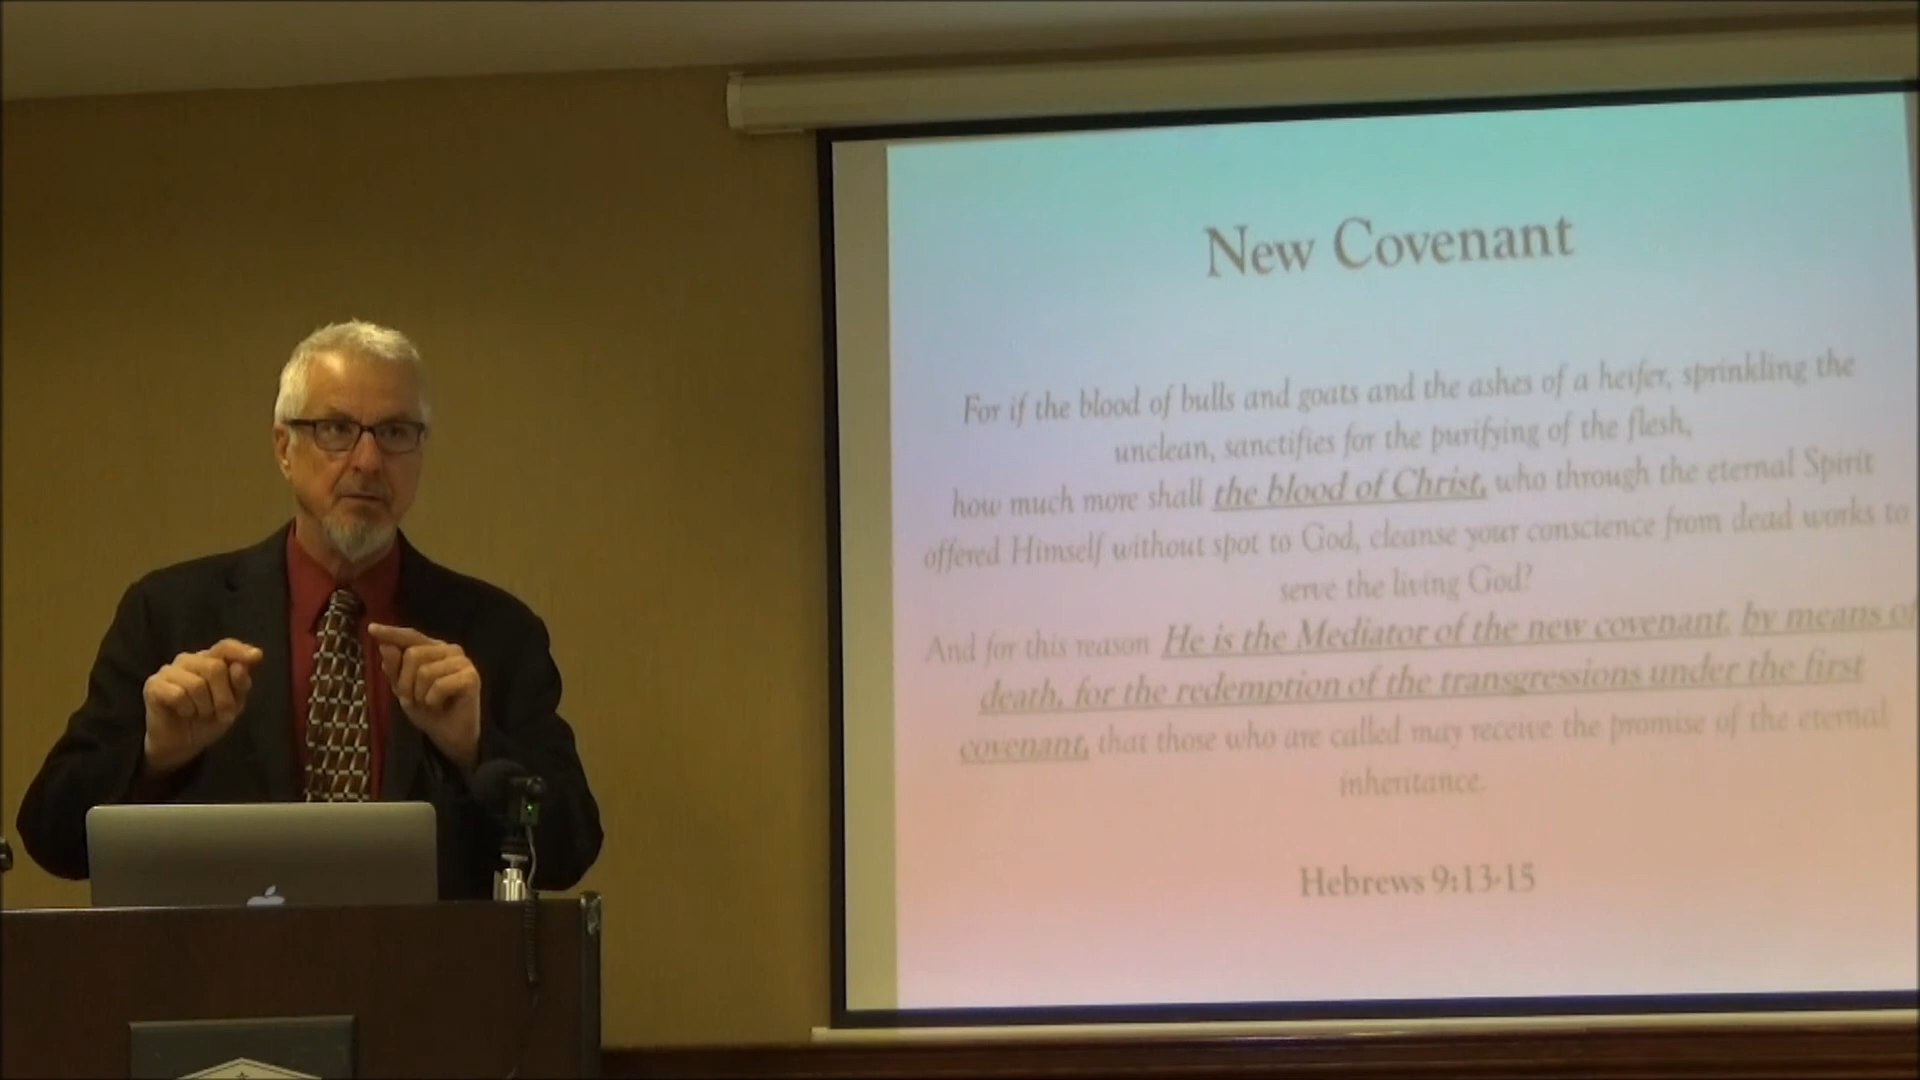 New Covenant
For if the blood of bulls and goats and the ashes of a heifer, sprinkling the
unclean, sanctifies for the purifying of the flesh,
how much more shall the blood of Christ, who through the eternal Spirit
offered Himself without spot to God, cleanse your conscience from dead works to
serve the living God?
And for this reason He is the Mediator of the new covenant, by means of
death, for the redemption of the transgressions under the first
covenant, that those who are called may receive the promise of the eternal
inheritance.
Hebrews 9:13-15